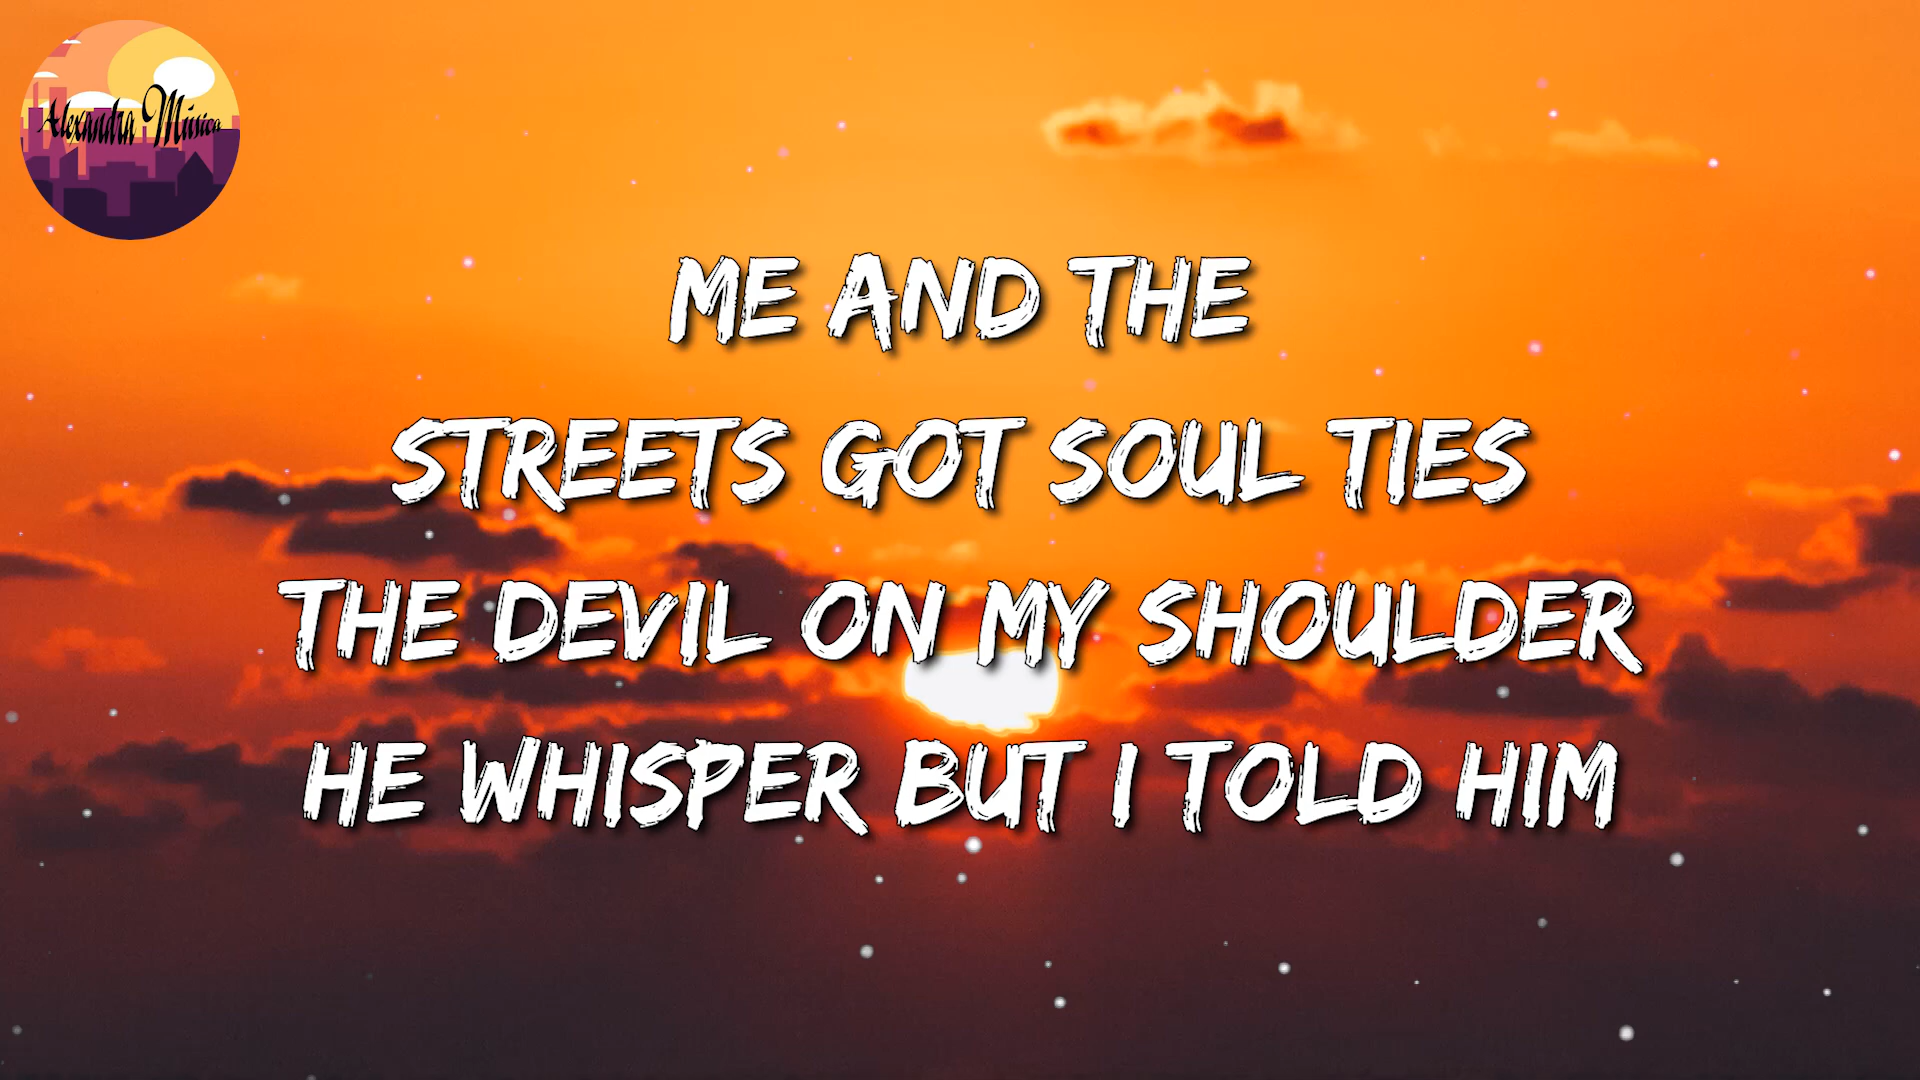 Alexandra Música
ME AND THE
STREETS GOT SOUL TIES
THE DEVIL ON MY SHOULDER
HE WHISPER BUT I TOLD HIM